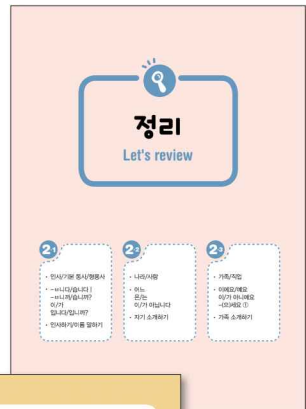 정리
Let's review
2-1
· 인사/기본 동사/형용사
· -ㅂ니다/습니다 |
-ㅂ니까/습니까?
이/가
입니다/입니까?
· 인사하기/이름 말하기
2-2
· 나라/사람
· 어느
은/는
이/가 아닙니다
· 자기 소개하기
2-3
· 가족/직업
· 이에요/예요
이/가 아니에요
-(으)세요 ①
· 가족 소개하기